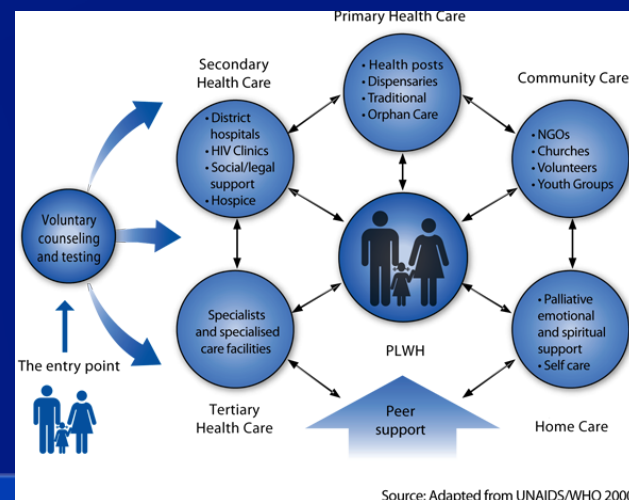 Primary Health Care
• Health posts
• Dispensaries
• Traditional
• Orphan Care
Secondary
Health Care
• District
hospitals
• HIV Clinics
• Social/legal
support
• Hospice
Community Care
• NGOs
• Churches
• Volunteers
• Youth Groups
Voluntary
counseling
and testing
The entry point
Specialists
and specialised
care facilities
Tertiary
Health Care
PLWH
Peer
support
• Palliative
emotional
and spiritual
support
• Self care
Home Care
Source: Adapted from UNAIDS/WHO